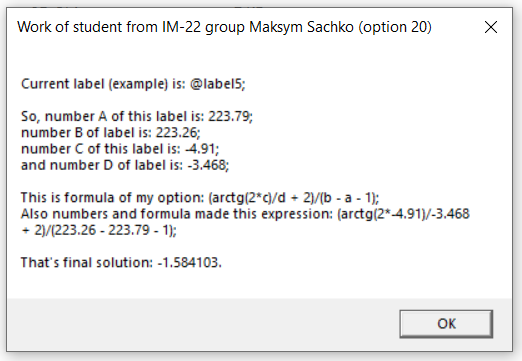 Work of student from IM-22 group Maksym Sachko (option 20)
Current label (example) is: @label5;
So, number A of this label is: 223.79;
number B of label is: 223.26;
number C of this label is: -4.91;
and number D of label is: -3.468;
This is formula of my option: (arctg(2*c)/d + 2)/(b - a - 1);
Also numbers and formula made this expression: (arctg(2*-4.91)/-3.468
+ 2)/(223.26 - 223.79 - 1);
That's final solution: -1.584103.
OK